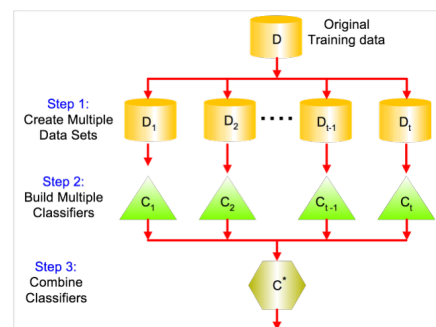 Original
Training data
D
Step 1:
Create Multiple
Data Sets
D1 D2 .... Dt-1 Dt
Step 2:
Build Multiple
Classifiers
C1 C2 Ct-1 Ct
Step 3:
Combine
Classifiers
C*